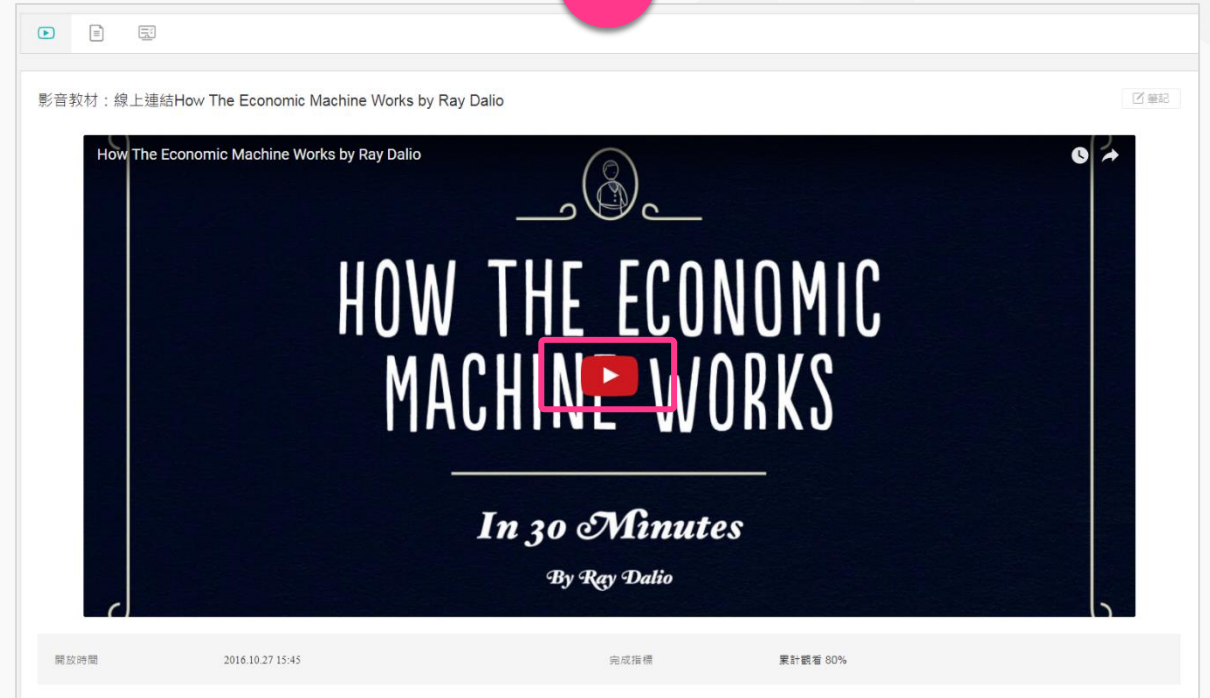 影音教材：線上連結How The Economic Machine Works by Ray Dalio
筆記
How The Economic Machine Works by Ray Dalio
HOW THE ECONOMIC
MACHINE WORKS
In 30 Minutes
By Ray Dalio
開放時間 2016.10.27 15:45 完成指標 累計觀看 80%